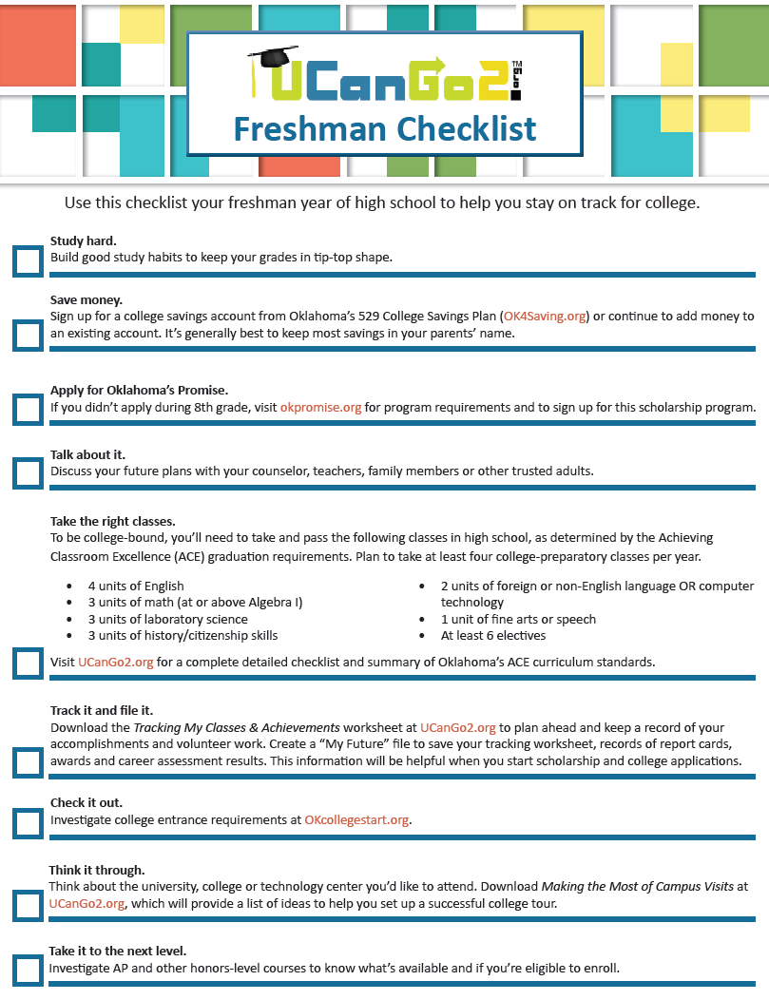 UCanGo2.org™
Freshman Checklist
Use this checklist your freshman year of high school to help you stay on track for college.
Study hard.
Build good study habits to keep your grades in tip-top shape.
Save money.
Sign up for a college savings account from Oklahoma’s 529 College Savings Plan (OK4Saving.org) or continue to add money to
an existing account. It’s generally best to keep most savings in your parents’ name.
Apply for Oklahoma’s Promise.
If you didn’t apply during 8th grade, visit okpromise.org for program requirements and to sign up for this scholarship program.
Talk about it.
Discuss your future plans with your counselor, teachers, family members or other trusted adults.
Take the right classes.
To be college-bound, you’ll need to take and pass the following classes in high school, as determined by the Achieving
Classroom Excellence (ACE) graduation requirements. Plan to take at least four college-preparatory classes per year.
• 4 units of English
• 3 units of math (at or above Algebra I)
• 3 units of laboratory science
• 3 units of history/citizenship skills
• 2 units of foreign or non-English language OR computer
technology
• 1 unit of fine arts or speech
• At least 6 electives
Visit UCanGo2.org for a complete detailed checklist and summary of Oklahoma’s ACE curriculum standards.
Track it and file it.
Download the Tracking My Classes & Achievements worksheet at UCanGo2.org to plan ahead and keep a record of your
accomplishments and volunteer work. Create a “My Future” file to save your tracking worksheet, records of report cards,
awards and career assessment results. This information will be helpful when you start scholarship and college applications.
Check it out.
Investigate college entrance requirements at OKcollegestart.org.
Think it through.
Think about the university, college or technology center you’d like to attend. Download Making the Most of Campus Visits at
UCanGo2.org, which will provide a list of ideas to help you set up a successful college tour.
Take it to the next level.
Investigate AP and other honors-level courses to know what’s available and if you’re eligible to enroll.